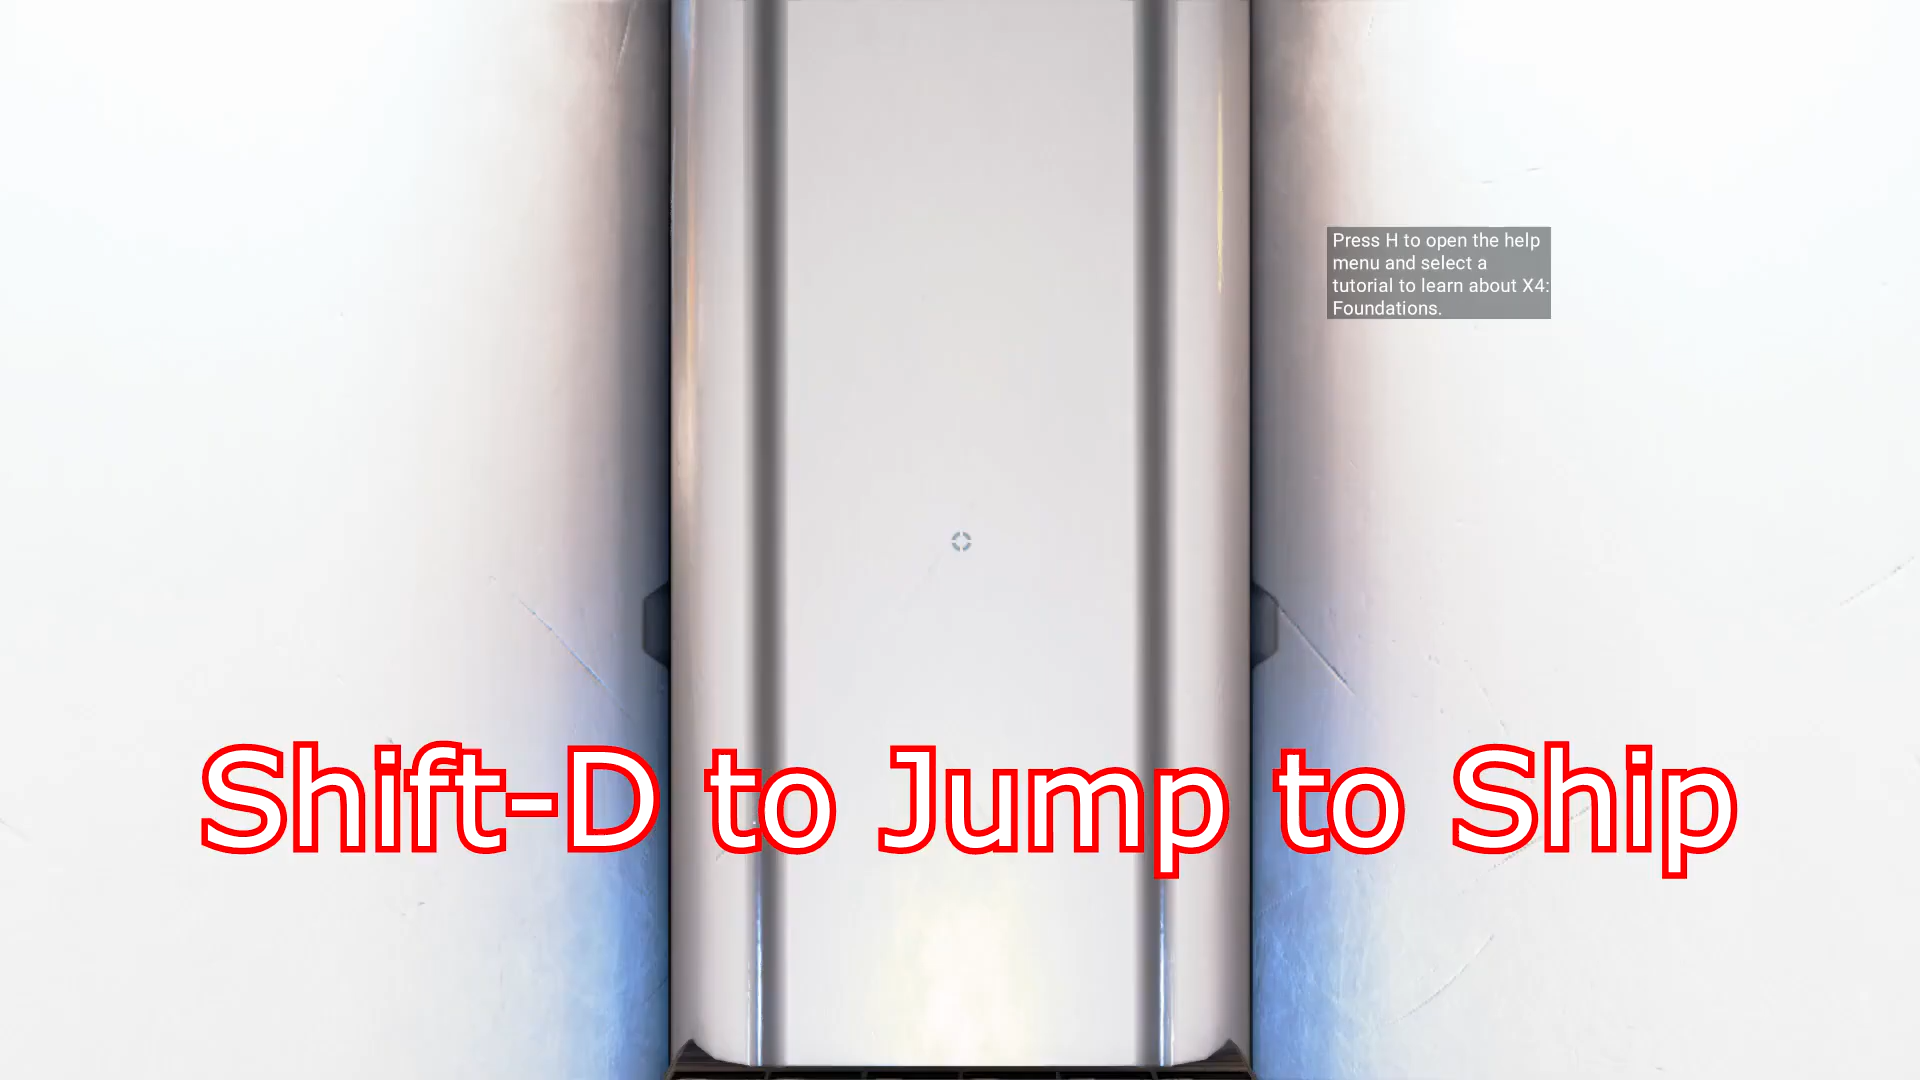 Press H to open the help
menu and select a
tutorial to learn about X4:
Foundations.
Shift-D to Jump to Ship